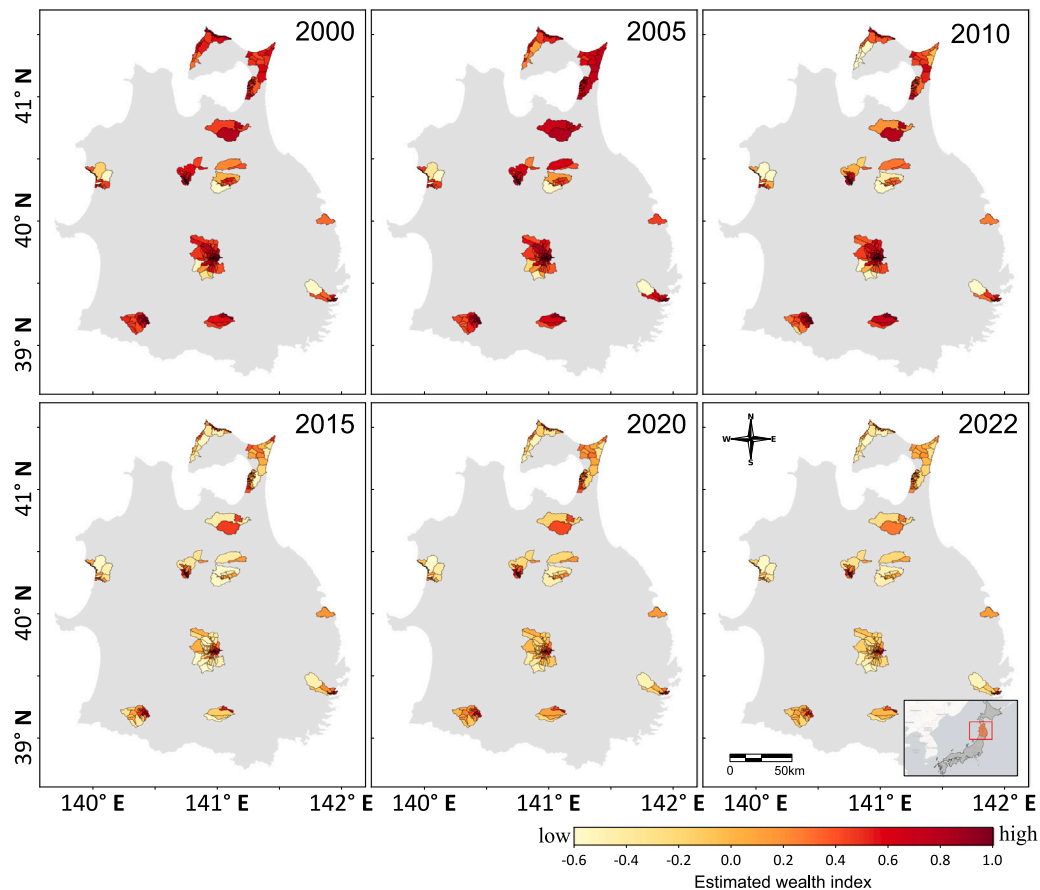 2000
2005
2010
41° N
40° N
39° N
2015
2020
2022
N
W
E
S
41° N
40° N
39° N
0
50km
140° E
141° E
142° E
140° E
141° E
142° E
140° E
141° E
142° E
low
high
-0.6
-0.4
-0.2
0.0
0.2
0.4
0.6
0.8
1.0
Estimated wealth index